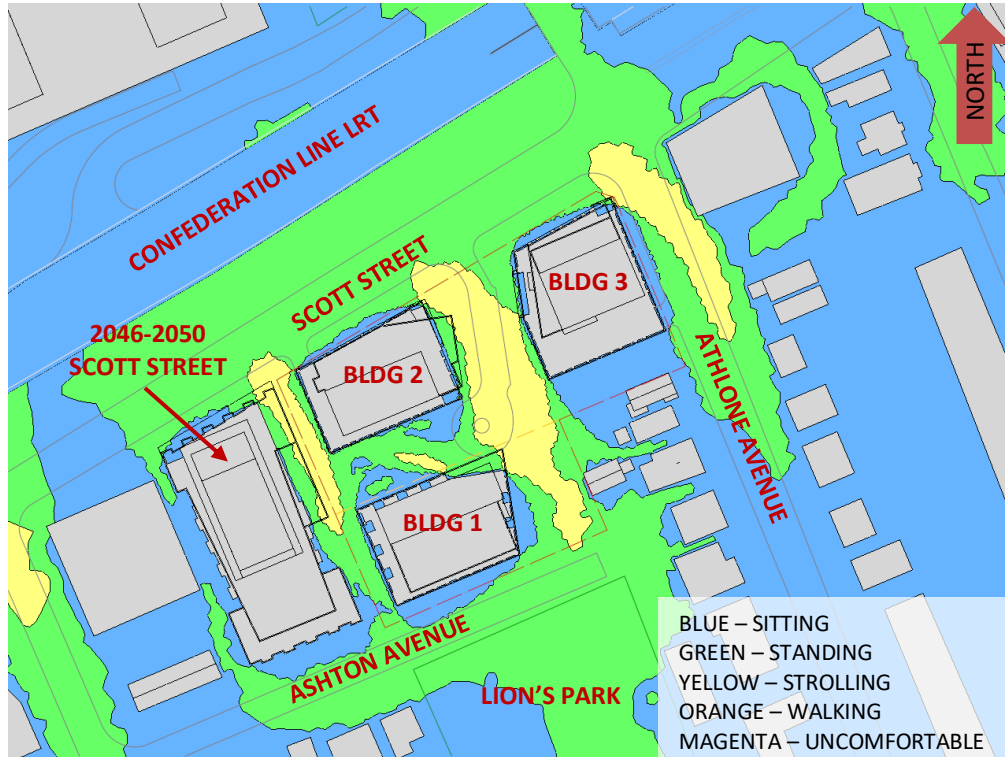 NORTH
CONFEDERATION LINE LRT
SCOTT STREET
BLDG 3
2046-2050
SCOTT STREET
BLDG 2
ATHLONE AVENUE
BLDG 1
ASHTON AVENUE
LION'S PARK
BLUE – SITTING
GREEN – STANDING
YELLOW – STROLLING
ORANGE – WALKING
MAGENTA – UNCOMFORTABLE